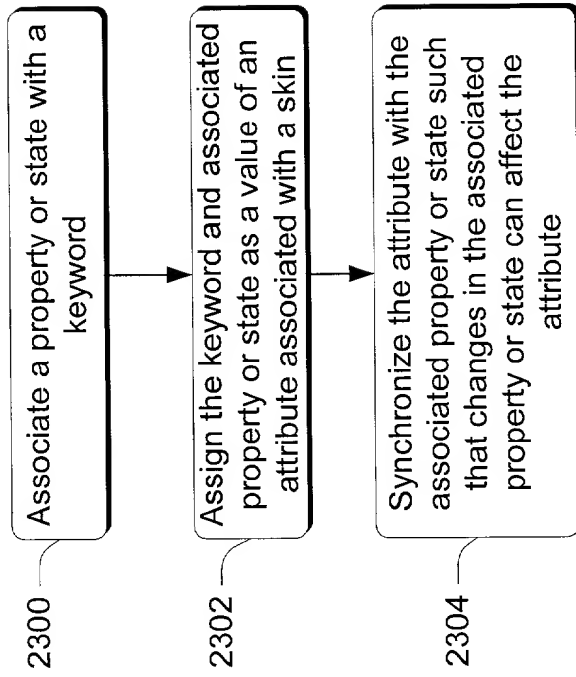 2300
Associate a property or state with a
keyword
2302
Assign the keyword and associated
property or state as a value of an
attribute associated with a skin
2304
Synchronize the attribute with the
associated property or state such
that changes in the associated
property or state can affect the
attribute